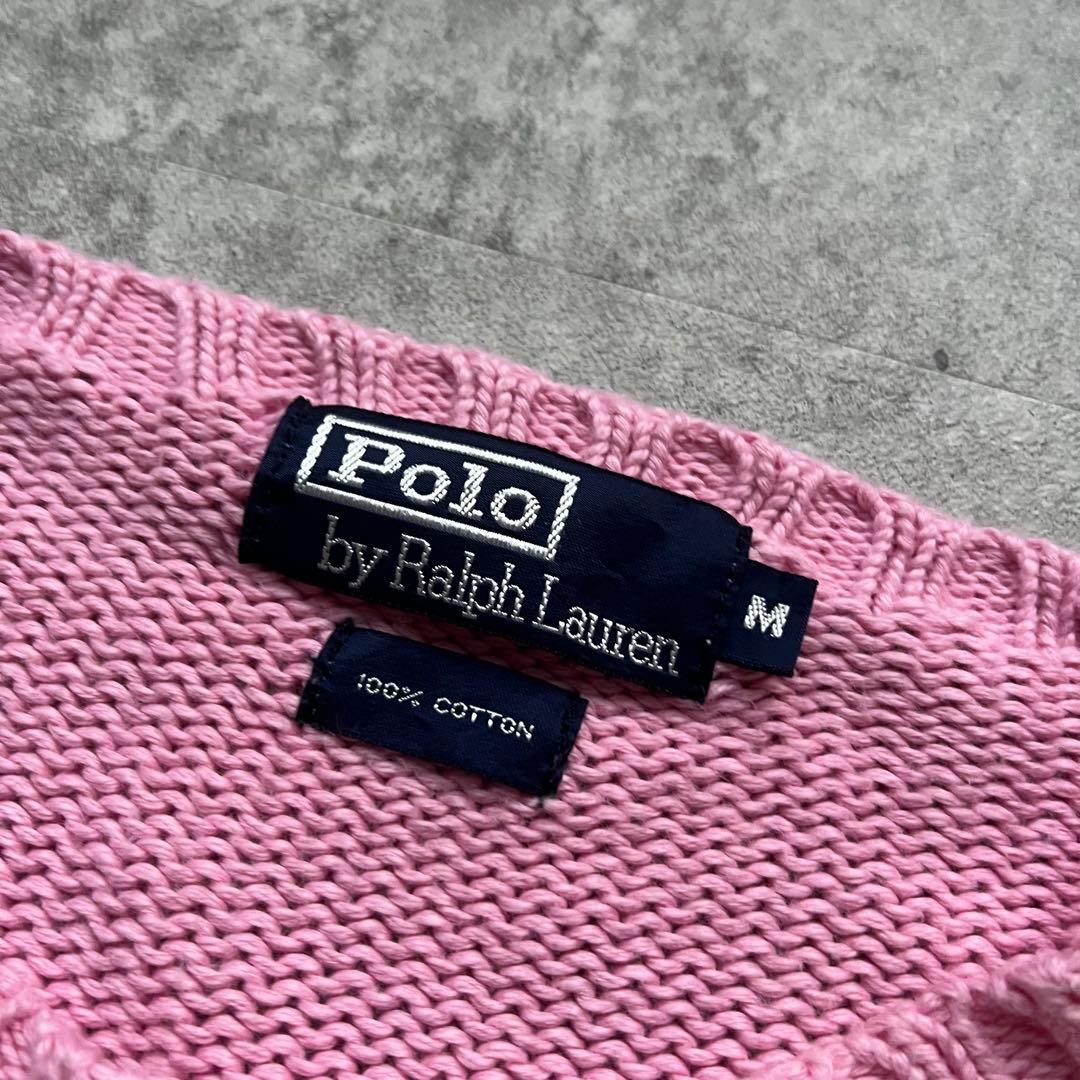 Polo
by Ralph Lauren
M
100% COTTON